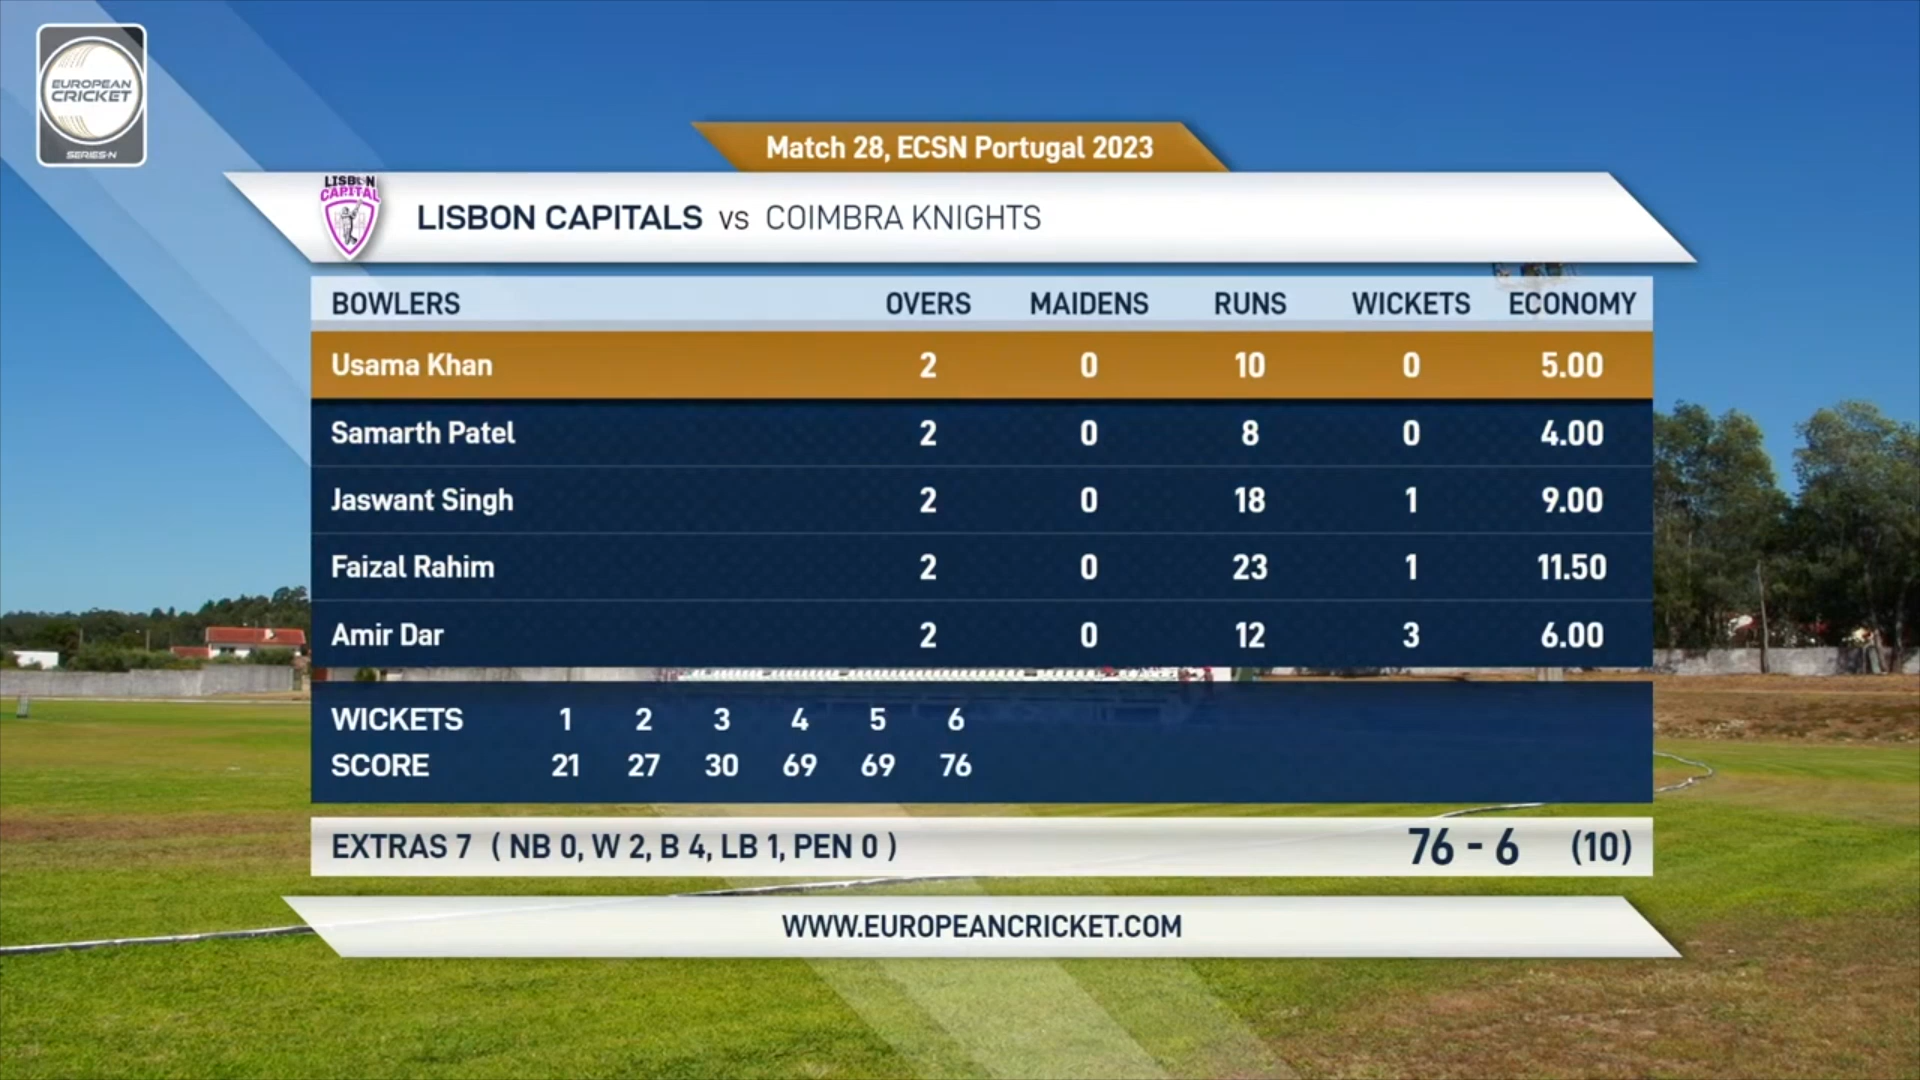 EUROPEAN
CRICKET
SERIES-N
Match 28, ECSN Portugal 2023
LISBON
CAPITAL
LISBON CAPITALS vs COIMBRA KNIGHTS
BOWLERS OVERS MAIDENS RUNS WICKETS ECONOMY
Usama Khan 2 0 10 0 5.00
Samarth Patel 2 0 8 0 4.00
Jaswant Singh 2 0 18 1 9.00
Faizal Rahim 2 0 23 1 11.50
Amir Dar 2 0 12 3 6.00
WICKETS 1 2 3 4 5 6
SCORE 21 27 30 69 69 76
EXTRAS 7 ( NB 0, W 2, B 4, LB 1, PEN 0 ) 76 - 6 (10)
WWW.EUROPEANCRICKET.COM